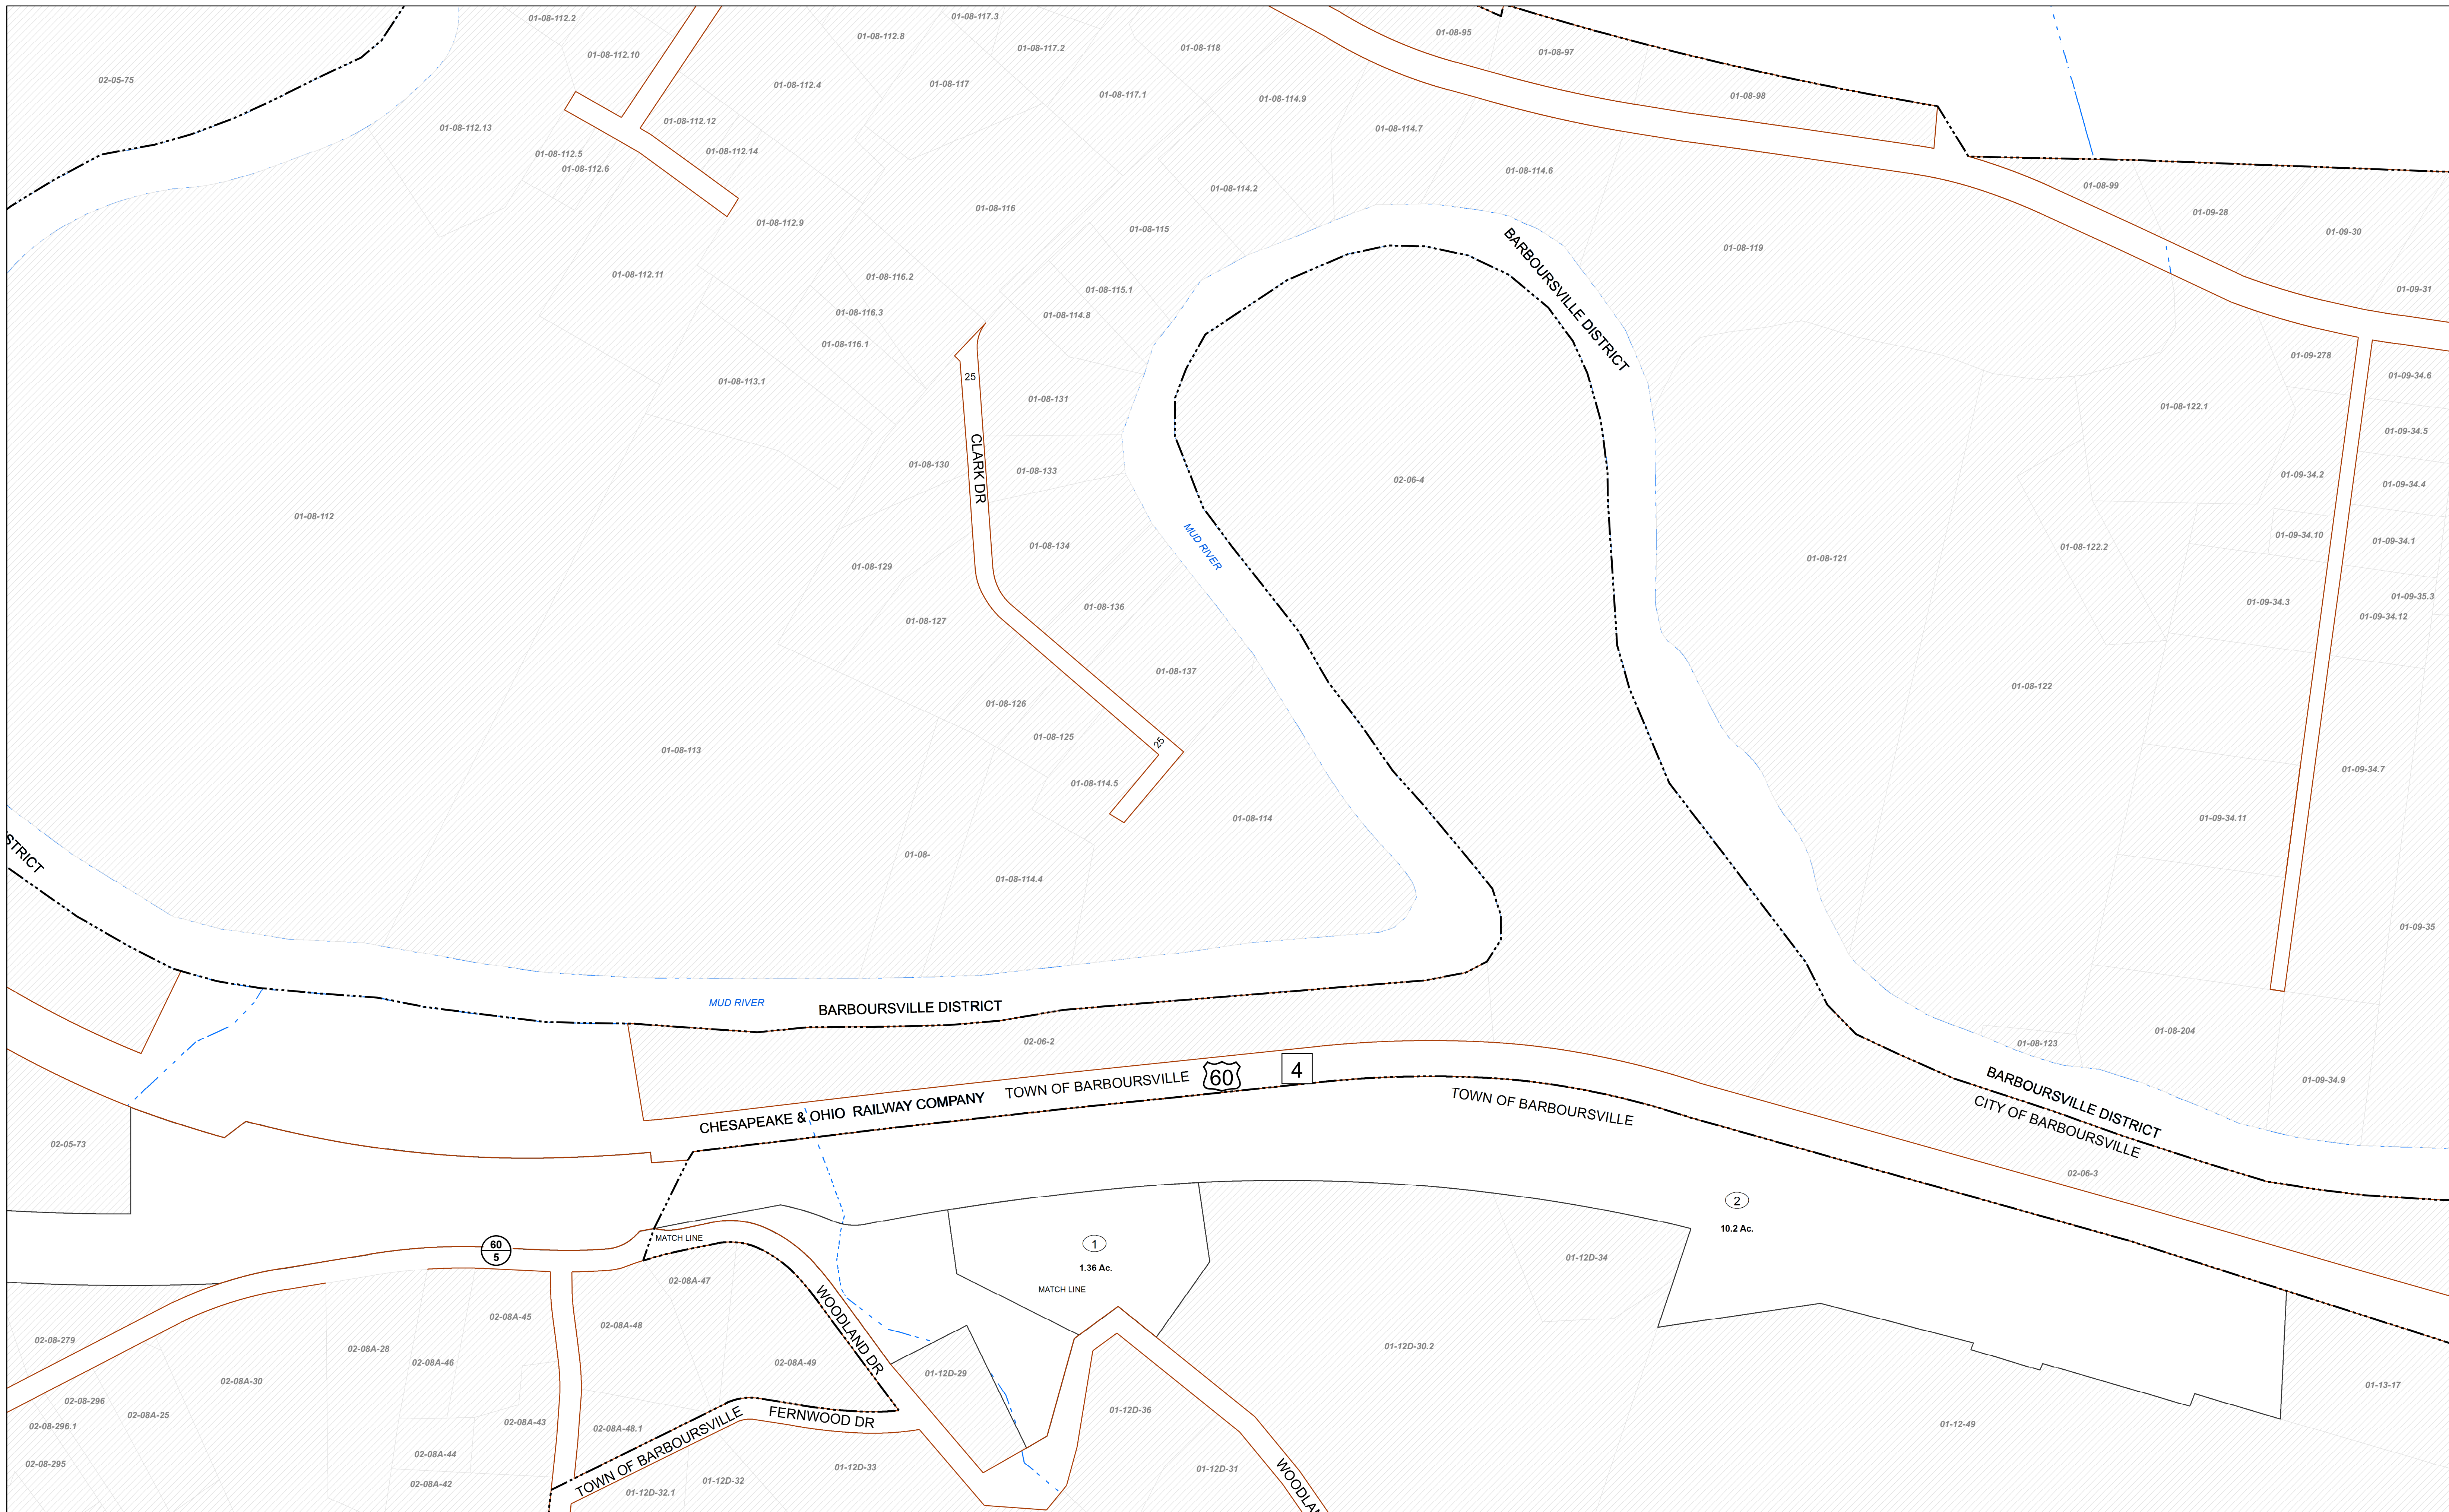 01-08-112.2
01-08-117.3
01-08-112.8
01-08-95
01-08-117.2
01-08-118
01-08-97
01-08-112.10
02-05-75
01-08-112.4
01-08-117
01-08-117.1
01-08-114.9
01-08-98
01-08-112.13
01-08-112.12
01-08-114.7
01-08-112.5
01-08-112.14
01-08-112.6
01-08-114.6
01-08-99
01-08-114.2
01-08-116
01-09-28
01-08-112.9
01-08-115
01-09-30
BARBOURSVILLE DISTRICT
01-08-119
01-08-112.11
01-08-116.2
01-08-115.1
01-09-31
01-08-116.3
01-08-114.8
01-08-116.1
01-09-278
25
01-08-113.1
01-09-34.6
01-08-131
01-08-122.1
01-09-34.5
CLARK DR
01-08-130
01-08-133
02-06-4
01-09-34.2
01-09-34.4
01-08-112
MUD RIVER
01-09-34.10
01-09-34.1
01-08-134
01-08-122.2
01-08-121
01-08-129
01-09-35.3
01-09-34.3
01-08-136
01-09-34.12
01-08-127
01-08-137
01-08-122
01-08-126
01-08-125
25
01-08-113
01-09-34.7
01-08-114.5
01-08-114
01-09-34.11
STRICT
01-08-
01-08-114.4
01-09-35
MUD RIVER
BARBOURSVILLE DISTRICT
02-06-2
01-08-204
01-08-123
60
4
TOWN OF BARBOURSVILLE
01-09-34.9
CHESAPEAKE & OHIO RAILWAY COMPANY
TOWN OF BARBOURSVILLE
BARBOURSVILLE DISTRICT
CITY OF BARBOURSVILLE
02-05-73
02-06-3
2
10.2 Ac.
60
5
MATCH LINE
1
1.36 Ac.
01-12D-34
02-08A-47
MATCH LINE
02-08A-45
02-08A-48
WOODLAND DR
02-08-279
02-08A-28
02-08A-46
02-08A-49
01-12D-30.2
01-12D-29
02-08A-30
01-13-17
02-08-296
02-08A-25
01-12D-36
02-08-296.1
02-08A-43
02-08A-48.1
FERNWOOD DR
01-12-49
TOWN OF BARBOURSVILLE
02-08A-44
02-08-295
01-12D-33
01-12D-31
02-08A-42
01-12D-32
01-12D-32.1
WOODLAN